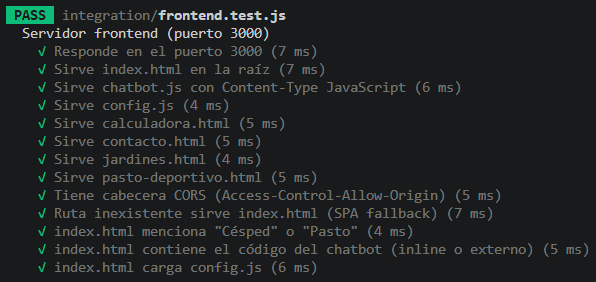 PASS integration/frontend.test.js
Servidor frontend (puerto 3000)
✓ Responde en el puerto 3000 (7 ms)
✓ Sirve index.html en la raíz (7 ms)
✓ Sirve chatbot.js con Content-Type JavaScript (6 ms)
✓ Sirve config.js (4 ms)
✓ Sirve calculadora.html (5 ms)
✓ Sirve contacto.html (5 ms)
✓ Sirve jardines.html (4 ms)
✓ Sirve pasto-deportivo.html (5 ms)
✓ Tiene cabecera CORS (Access-Control-Allow-Origin) (5 ms)
✓ Ruta inexistente sirve index.html (SPA fallback) (7 ms)
✓ index.html menciona "Césped" o "Pasto" (4 ms)
✓ index.html contiene el código del chatbot (inline o externo) (5 ms)
✓ index.html carga config.js (6 ms)